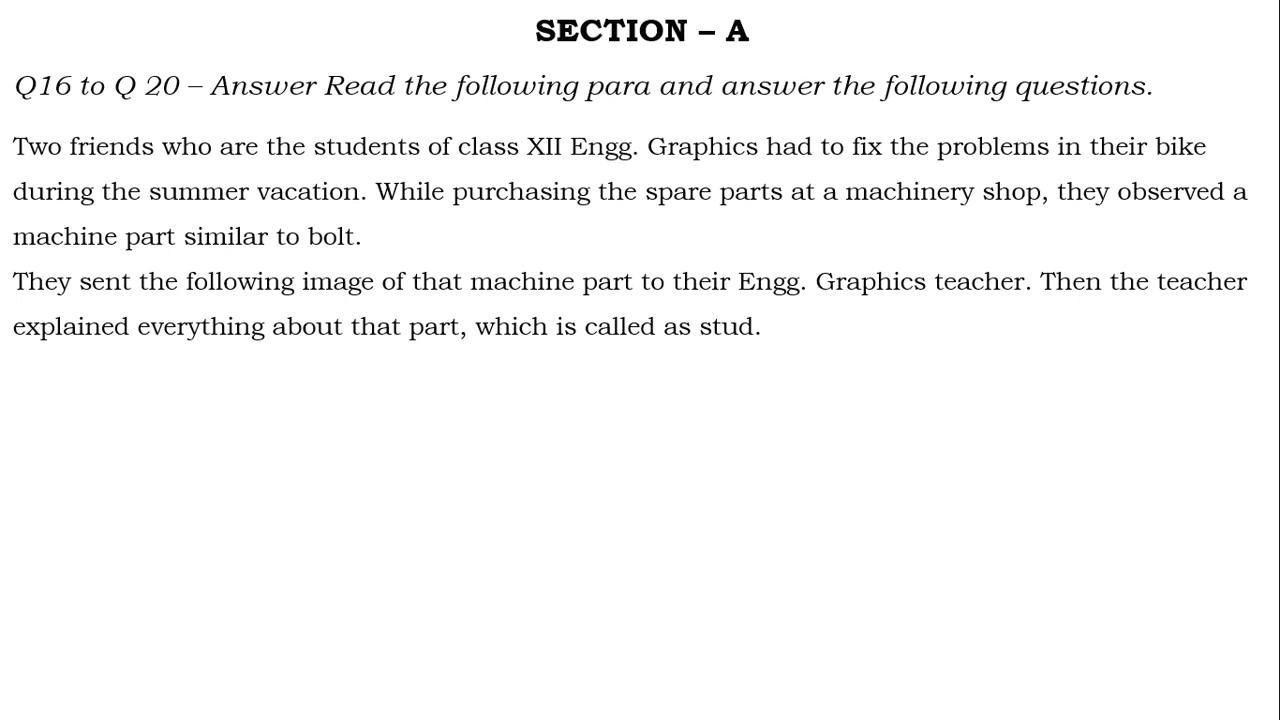 SECTION – A
Q16 to Q 20 – Answer Read the following para and answer the following questions.
Two friends who are the students of class XII Engg. Graphics had to fix the problems in their bike
during the summer vacation. While purchasing the spare parts at a machinery shop, they observed a
machine part similar to bolt.
They sent the following image of that machine part to their Engg. Graphics teacher. Then the teacher
explained everything about that part, which is called as stud.